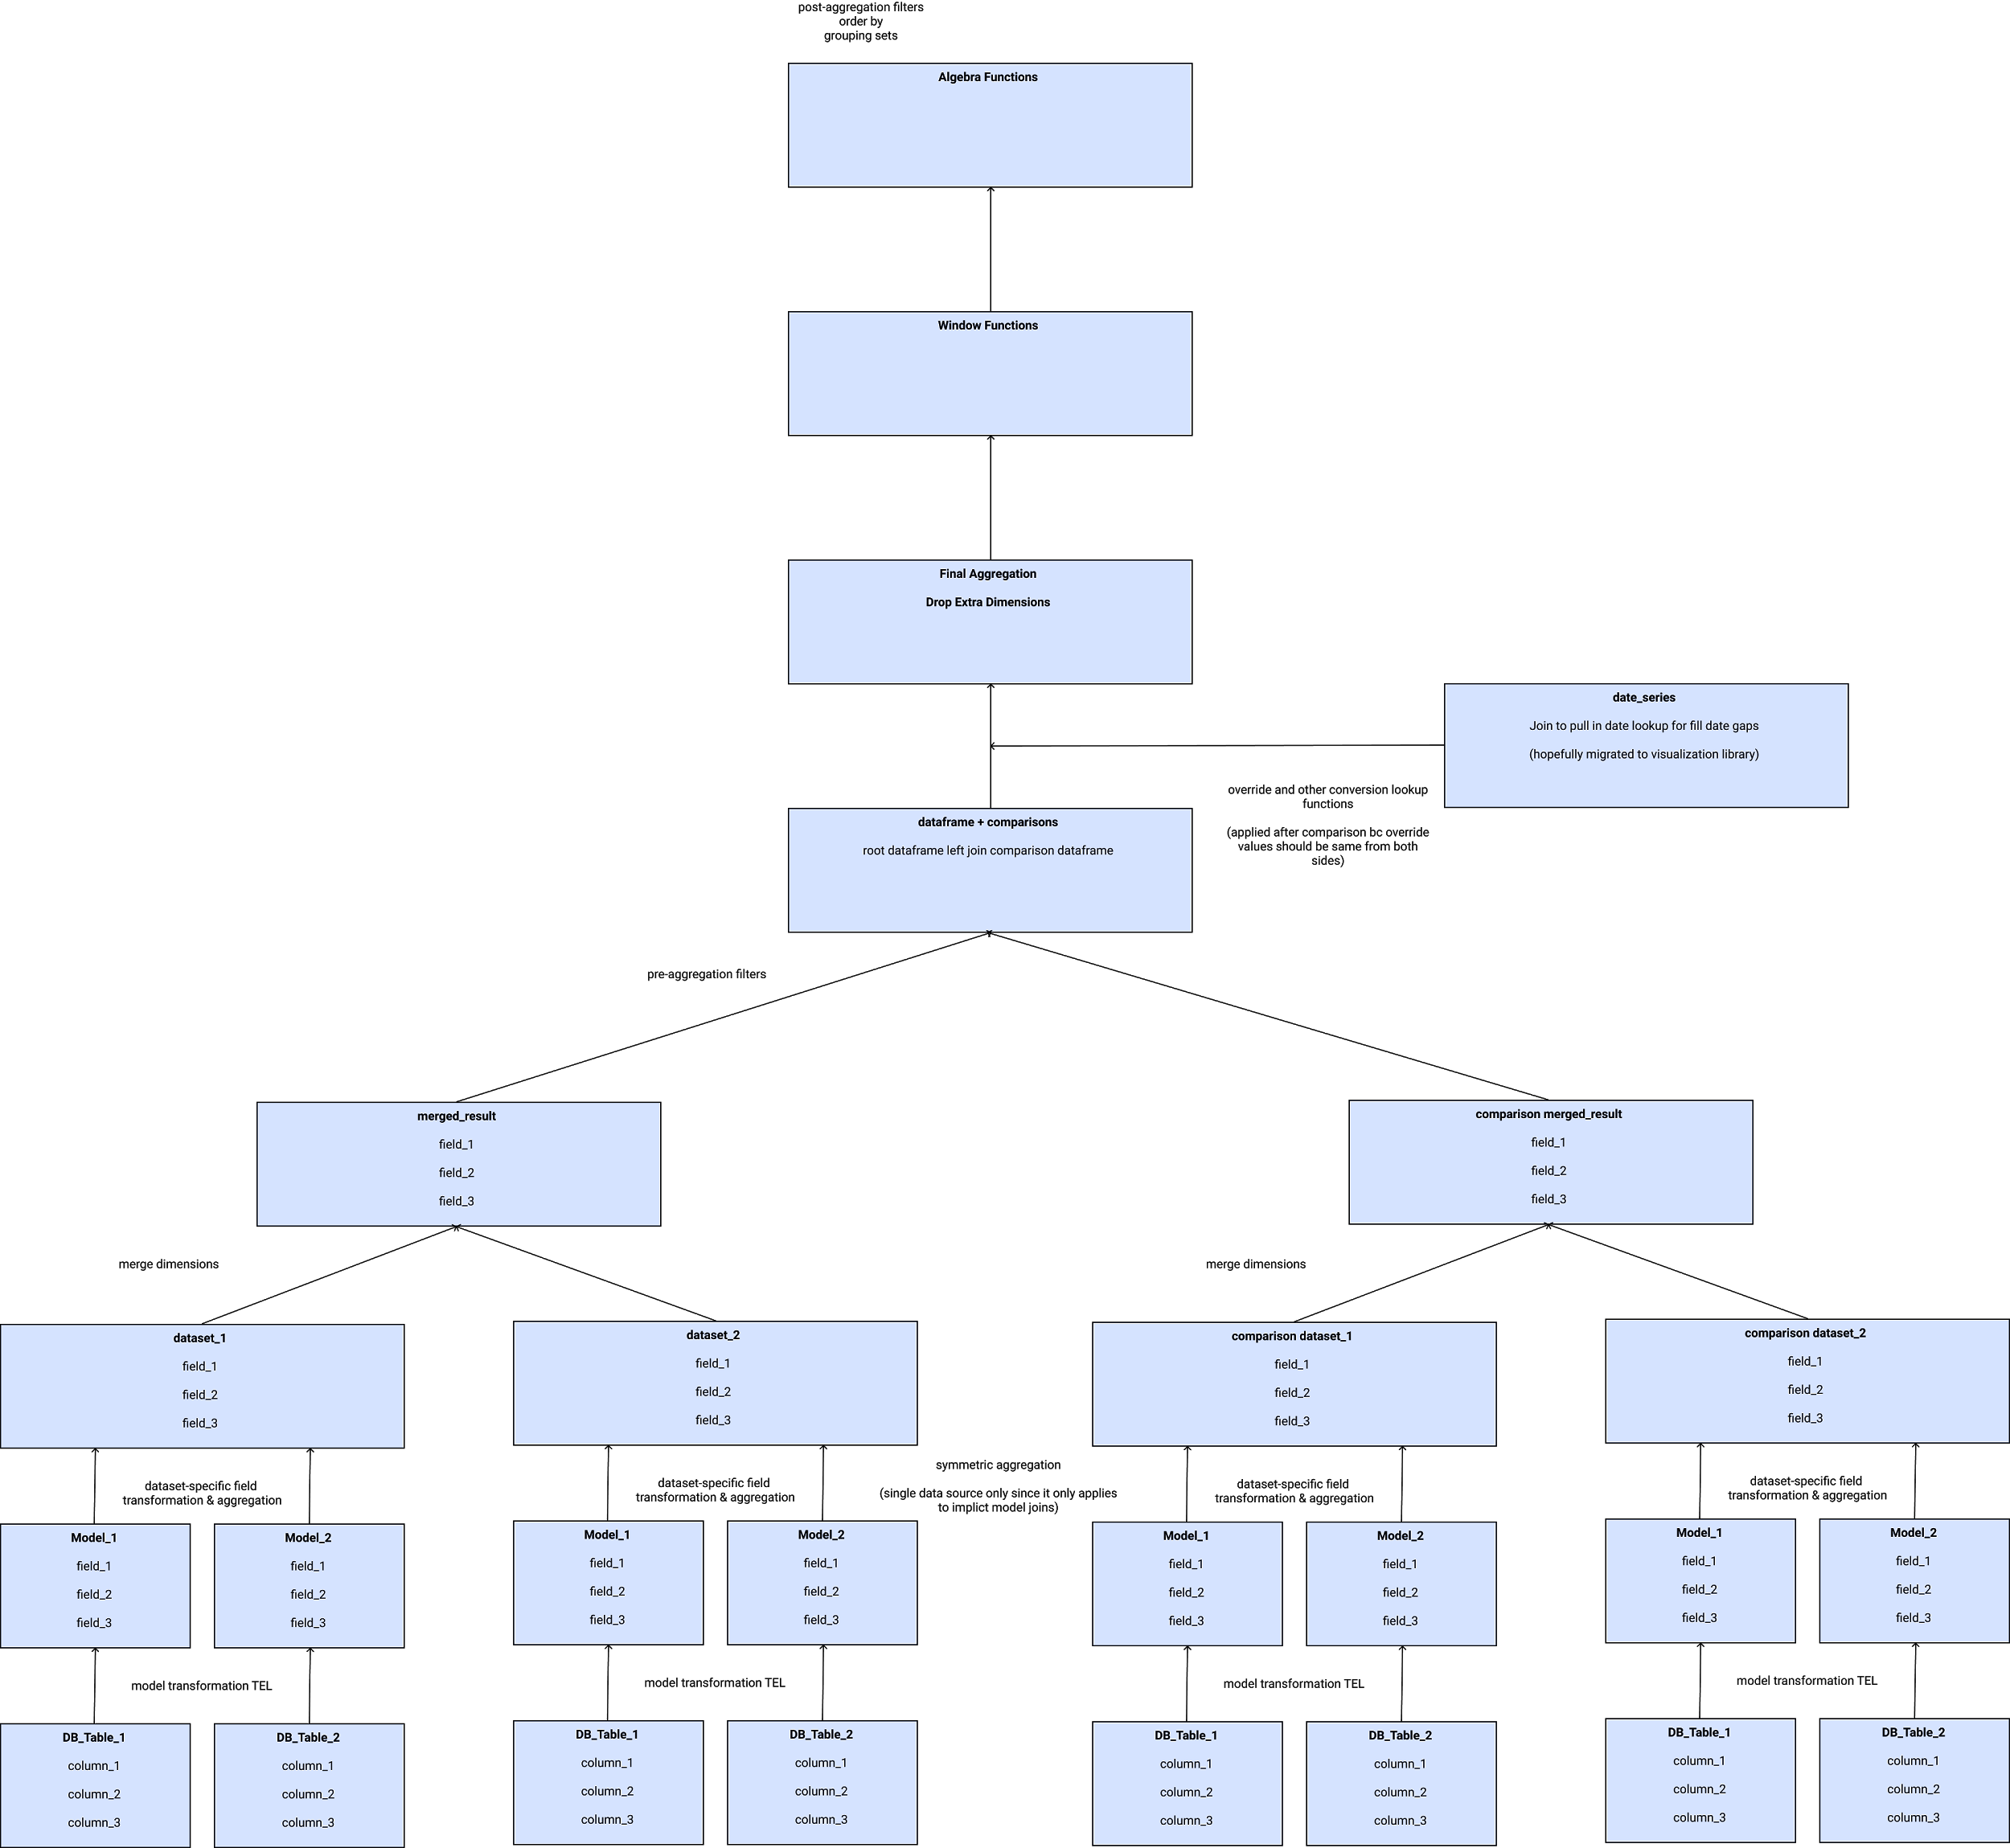 post-aggregation filters
order by
grouping sets
Algebra Functions
Window Functions
Final Aggregation
Drop Extra Dimensions
date_series
Join to pull in date lookup for fill date gaps
(hopefully migrated to visualization library)
override and other conversion lookup
functions
(applied after comparison bc override
values should be same from both
sides)
dataframe + comparisons
root dataframe left join comparison dataframe
pre-aggregation filters
merged_result
field_1
field_2
field_3
comparison merged_result
field_1
field_2
field_3
merge dimensions
merge dimensions
dataset_1
field_1
field_2
field_3
dataset_2
field_1
field_2
field_3
comparison dataset_1
field_1
field_2
field_3
comparison dataset_2
field_1
field_2
field_3
dataset-specific field
transformation & aggregation
dataset-specific field
transformation & aggregation
symmetric aggregation
(single data source only since it only applies
to implict model joins)
dataset-specific field
transformation & aggregation
dataset-specific field
transformation & aggregation
Model_1
field_1
field_2
field_3
Model_2
field_1
field_2
field_3
Model_1
field_1
field_2
field_3
Model_2
field_1
field_2
field_3
Model_1
field_1
field_2
field_3
Model_2
field_1
field_2
field_3
Model_1
field_1
field_2
field_3
Model_2
field_1
field_2
field_3
model transformation TEL
model transformation TEL
model transformation TEL
model transformation TEL
DB_Table_1
column_1
column_2
column_3
DB_Table_2
column_1
column_2
column_3
DB_Table_1
column_1
column_2
column_3
DB_Table_2
column_1
column_2
column_3
DB_Table_1
column_1
column_2
column_3
DB_Table_2
column_1
column_2
column_3
DB_Table_1
column_1
column_2
column_3
DB_Table_2
column_1
column_2
column_3